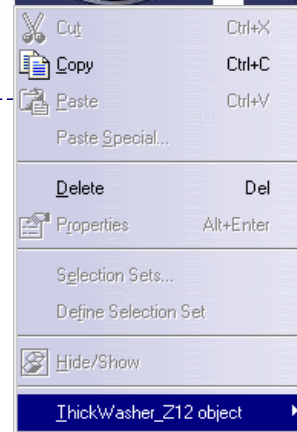 Cut Ctrl+X
Copy Ctrl+C
Paste Ctrl+V
Paste Special...
Delete Del
Properties Alt+Enter
Selection Sets...
Define Selection Set
Hide/Show
ThickWasher_Z12 object